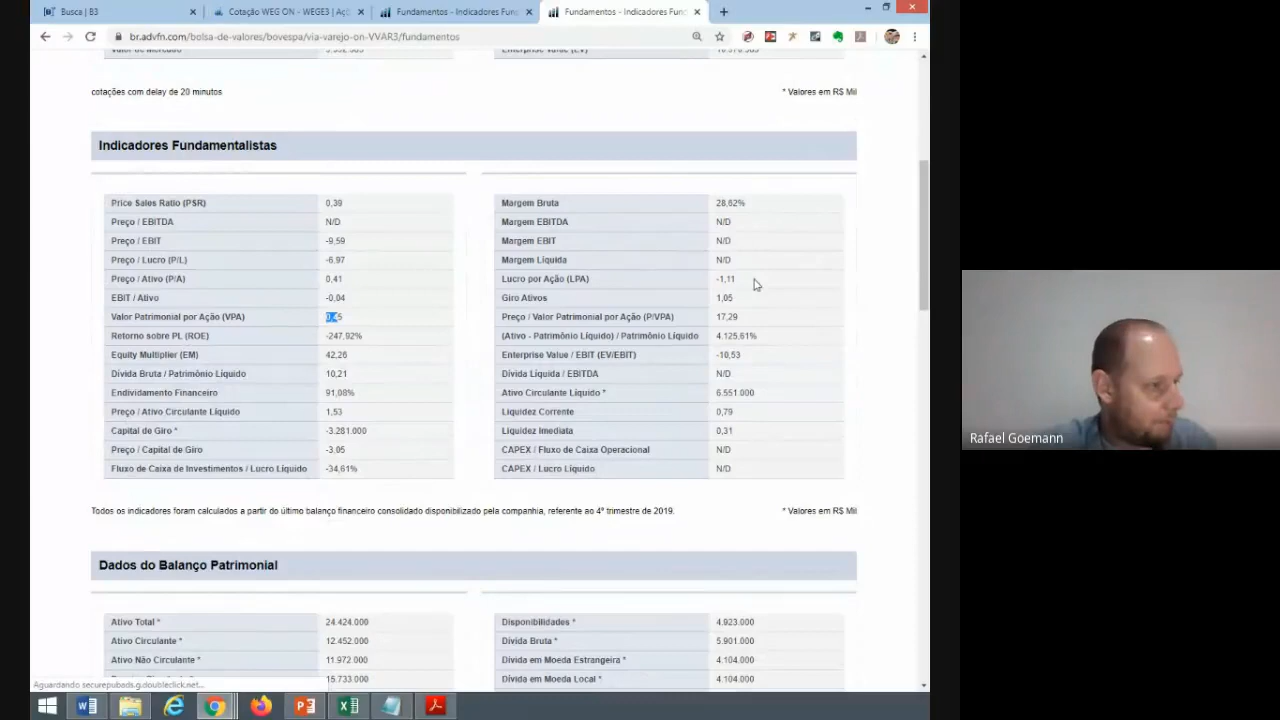 Busca | B3
Cotação WEG ON - WEGE3 | Açõ
Fundamentos - Indicadores Fund
Fundamentos - Indicadores Fund
br.advfn.com/bolsa-de-valores/bovespa/via-varejo-on-VVAR3/fundamentos
Valor de Mercado
Enterprise Value (EV)
cotações com delay de 20 minutos
* Valores em R$ Mil
Indicadores Fundamentalistas
Price Sales Ratio (PSR) 0,39 Margem Bruta 28,62%
Preço / EBITDA N/D Margem EBITDA N/D
Preço / EBIT -9.59 Margem EBIT N/D
Preço / Lucro (P/L) -6.97 Margem Líquida N/D
Preço / Ativo (P/A) 0,41 Lucro por Ação (LPA) -1,11
EBIT / Ativo -0,04 Giro Ativos 1,05
Valor Patrimonial por Ação (VPA) 0,45 Preço / Valor Patrimonial por Ação (P/VPA) 17,29
Retorno sobre PL (ROE) -247,92% (Ativo - Patrimônio Líquido) / Patrimônio Líquido 4.125,61%
Equity Multiplier (EM) 42,26 Enterprise Value / EBIT (EV/EBIT) -10,53
Dívida Bruta / Patrimônio Líquido 10,21 Dívida Líquida / EBITDA N/D
Endividamento Financeiro 91,08% Ativo Circulante Líquido * 6.551.000
Preço / Ativo Circulante Líquido 1,53 Liquidez Corrente 0,79
Capital de Giro * -3.281.000 Liquidez Imediata 0,31
Preço / Capital de Giro -3.05 CAPEX / Fluxo de Caixa Operacional N/D
Fluxo de Caixa de Investimentos / Lucro Líquido -34,61% CAPEX / Lucro Líquido N/D
Todos os indicadores foram calculados a partir do último balanço financeiro consolidado disponibilizado pela companhia, referente ao 4º trimestre de 2019.
* Valores em R$ Mil
Dados do Balanço Patrimonial
Ativo Total * 24.424.000 Disponibilidades * 4.923.000
Ativo Circulante * 12.452.000 Dívida Bruta * 5.901.000
Ativo Não Circulante * 11.972.000 Dívida em Moeda Estrangeira * 4.104.000
15.733.000 Dívida em Moeda Local * 4.104.000
Aguardando securepubads.g.doubleclick.net...
Rafael Goemann